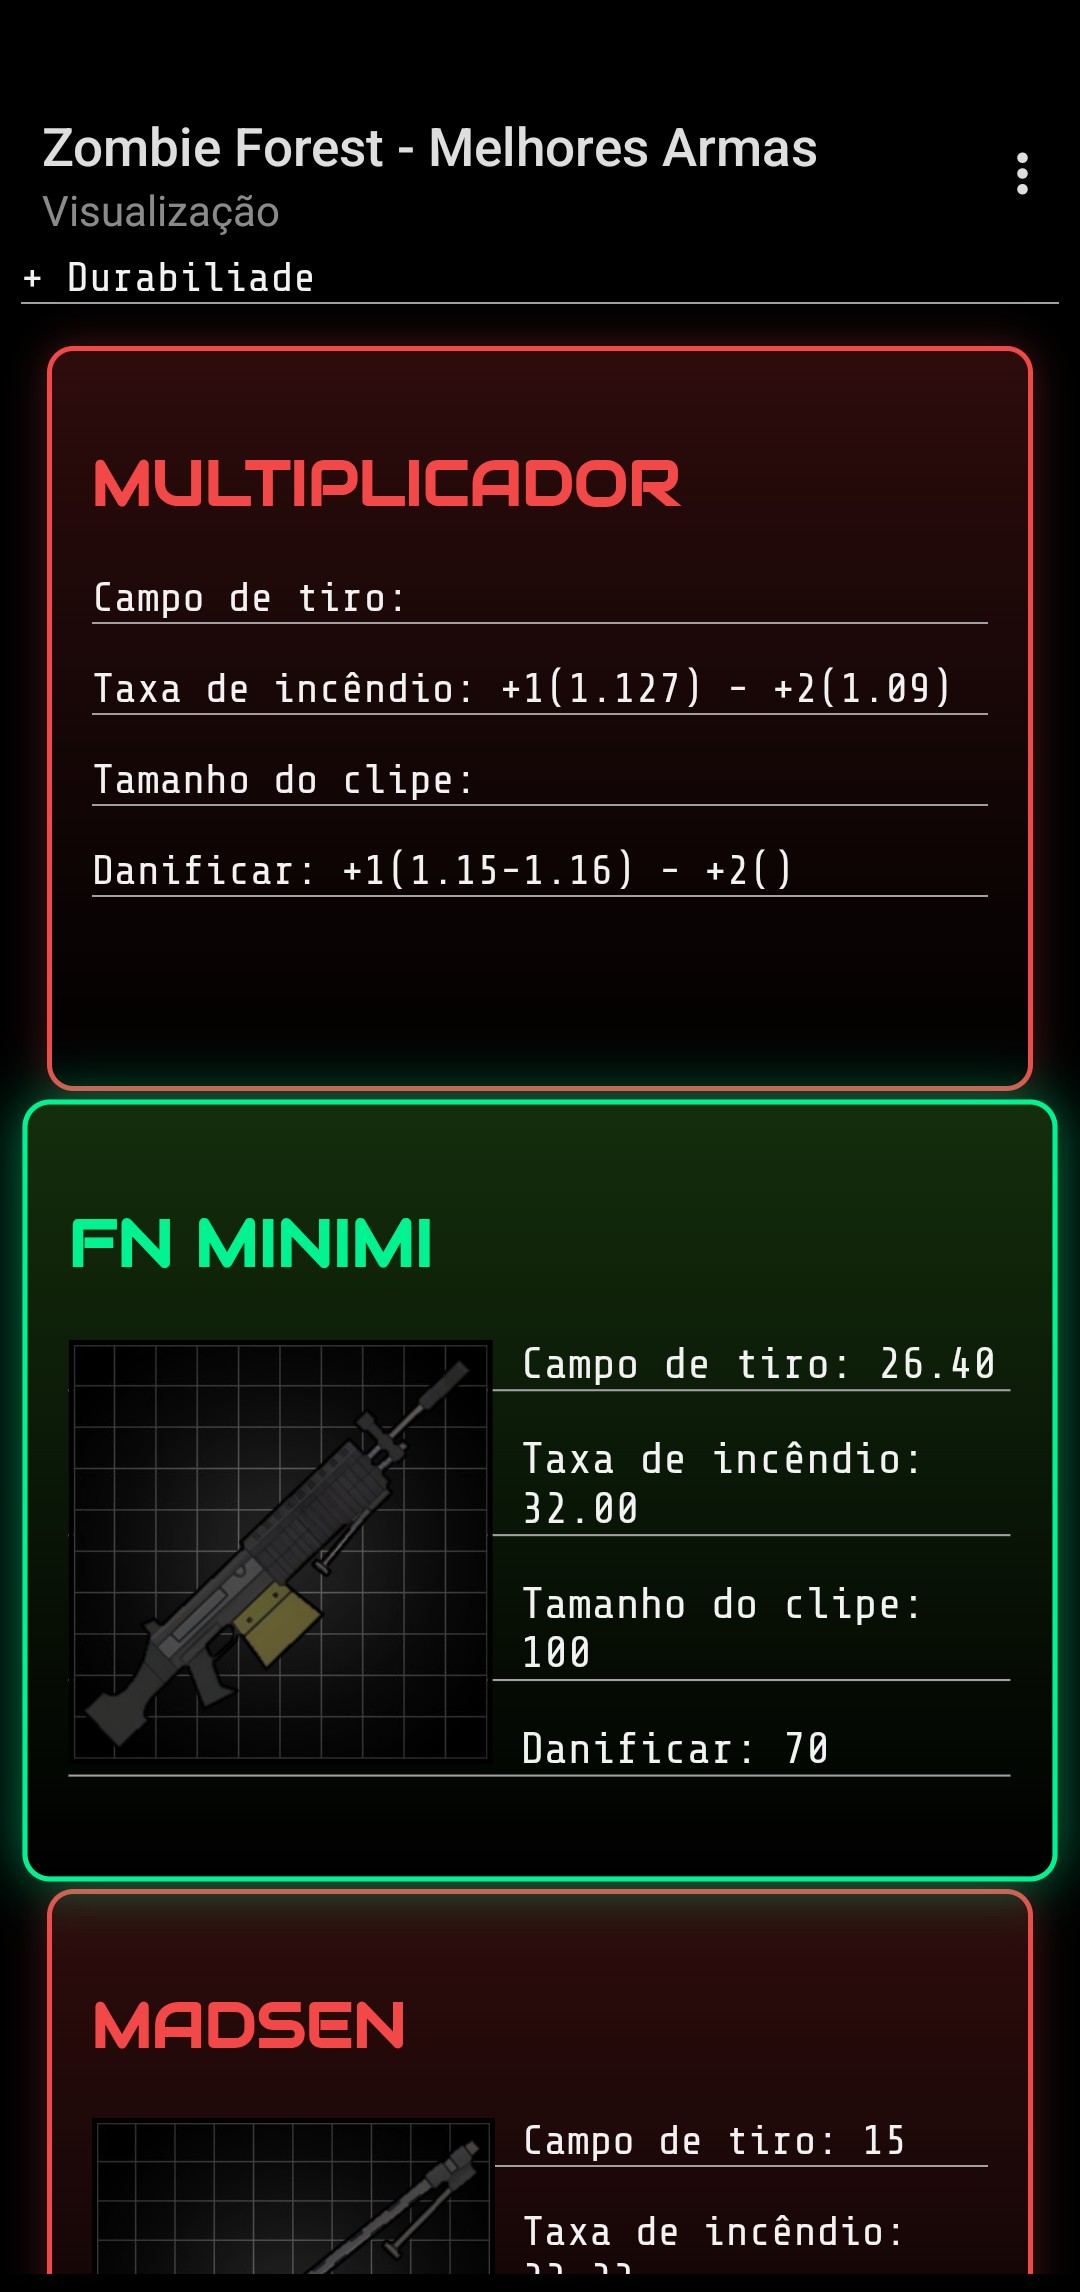 Zombie Forest - Melhores Armas
Visualização
+ Durabiliade
MULTIPLICADOR
Campo de tiro:
Taxa de incêndio: +1(1.127) - +2(1.09)
Tamanho do clipe:
Danificar: +1(1.15-1.16) - +2()
FN MINIMI
Campo de tiro: 26.40
Taxa de incêndio:
32.00
Tamanho do clipe:
100
Danificar: 70
MADSEN
Campo de tiro: 15
Taxa de incêndio: